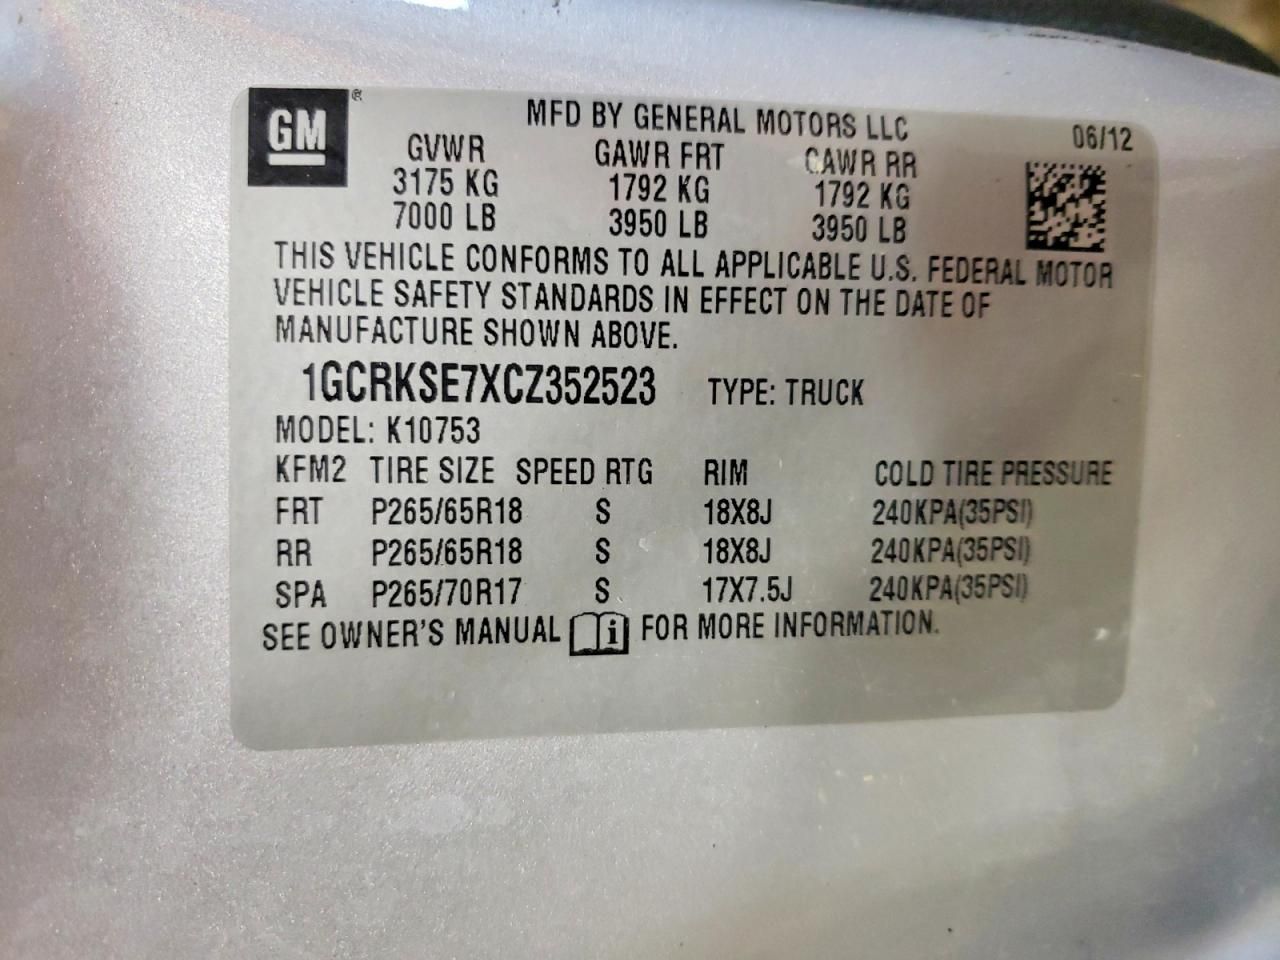 GM®
MFD BY GENERAL MOTORS LLC 06/12
GVWR GAWR FRT GAWR RR
3175 KG 1792 KG 1792 KG
7000 LB 3950 LB 3950 LB
THIS VEHICLE CONFORMS TO ALL APPLICABLE U.S. FEDERAL MOTOR
VEHICLE SAFETY STANDARDS IN EFFECT ON THE DATE OF
MANUFACTURE SHOWN ABOVE.
1GCRKSE7XCZ352523 TYPE: TRUCK
MODEL: K10753
KFM2 TIRE SIZE SPEED RTG RIM COLD TIRE PRESSURE
FRT P265/65R18 S 18X8J 240KPA(35PSI)
RR P265/65R18 S 18X8J 240KPA(35PSI)
SPA P265/70R17 S 17X7.5J 240KPA(35PSI)
SEE OWNER'S MANUAL i FOR MORE INFORMATION.